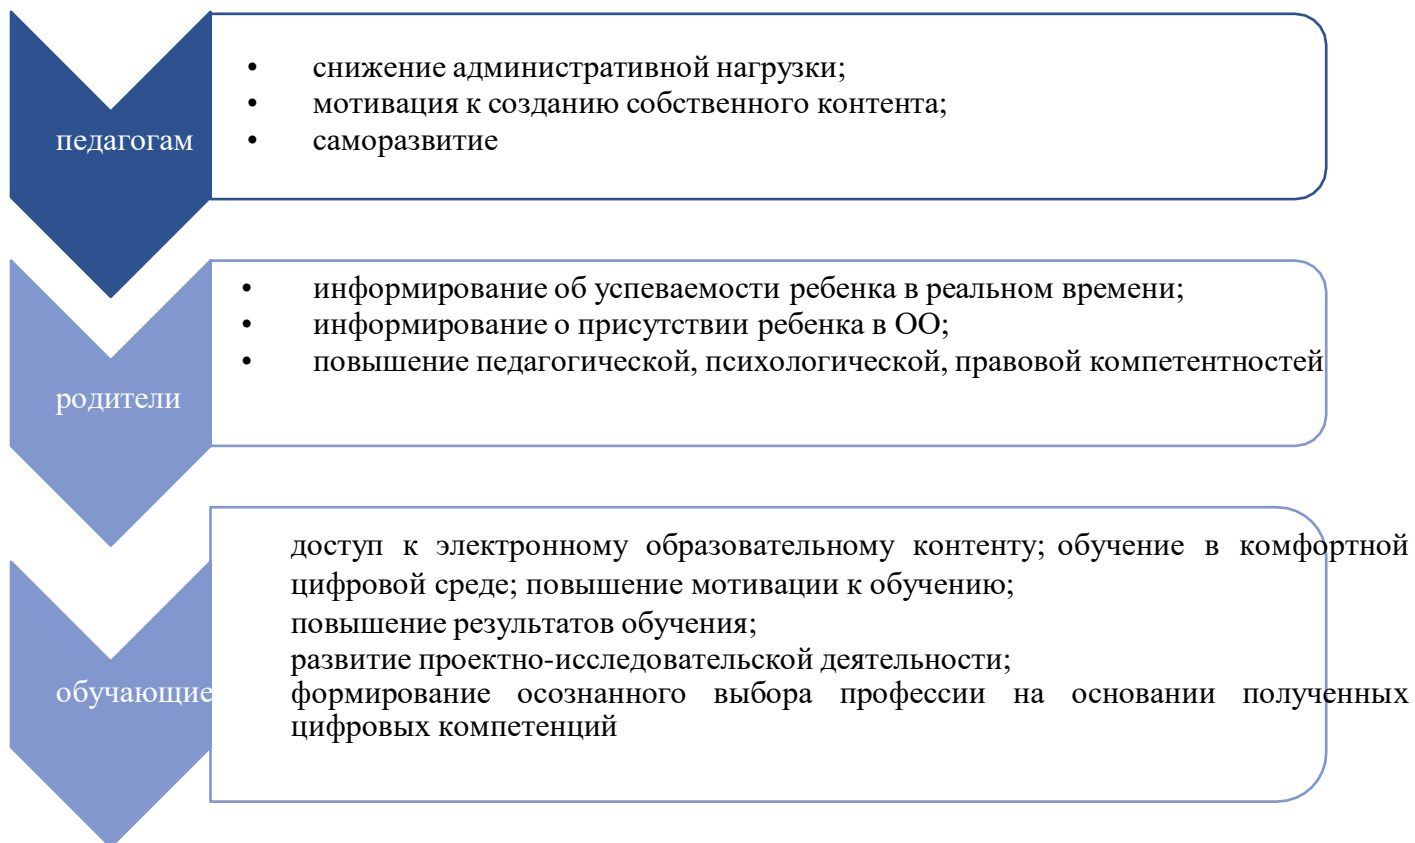 педагогам
• снижение административной нагрузки;
• мотивация к созданию собственного контента;
• саморазвитие
родители
• информирование об успеваемости ребенка в реальном времени;
• информирование о присутствии ребенка в ОО;
• повышение педагогической, психологической, правовой компетентностей
обучающие
доступ к электронному образовательному контенту; обучение в комфортной
цифровой среде; повышение мотивации к обучению;
повышение результатов обучения;
развитие проектно-исследовательской деятельности;
формирование осознанного выбора профессии на основании полученных
цифровых компетенций